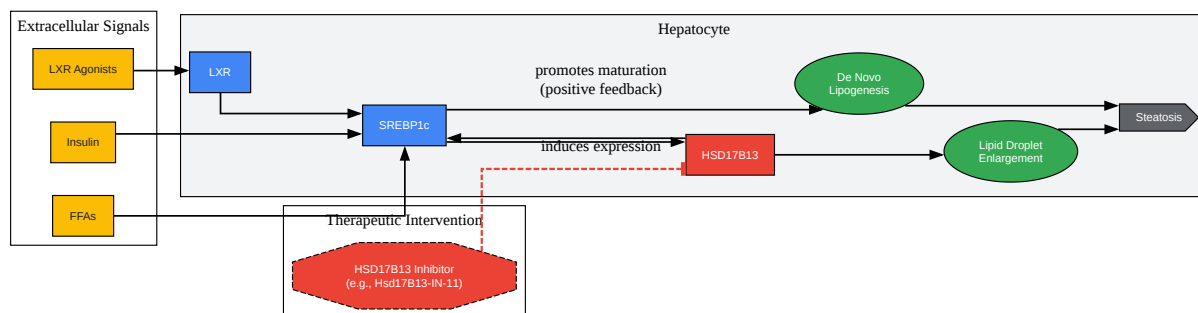 Extracellular Signals
Hepatocyte
LXR Agonists
LXR
promotes maturation
(positive feedback)
De Novo
Lipogenesis
Steatosis
SREBP1c
Insulin
induces expression
HSD17B13
Lipid Droplet
Enlargement
FFAs
Therapeutic Intervention
HSD17B13 Inhibitor
(e.g., Hsd17B13-IN-11)